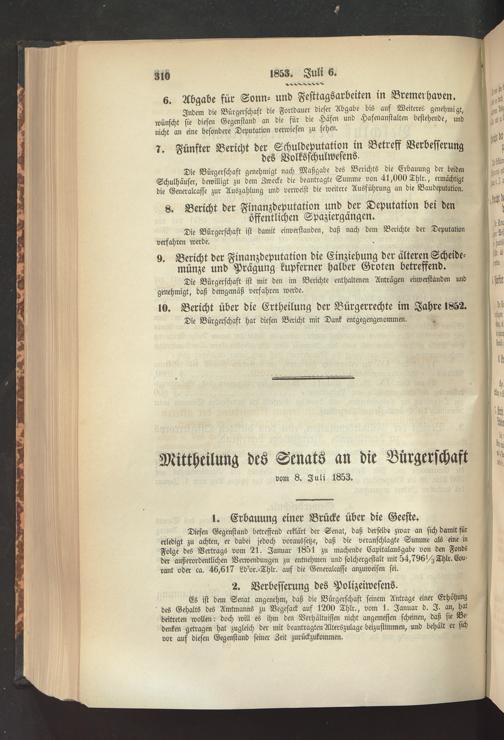 310
1853. Juli 6.
6. Abgabe für Sonn- und Festtagsarbeiten in Bremerhaven.
Indem die Bürgerschaft die Fortdauer dieser Abgabe bis auf Weiteres genehmigt,
wünscht sie diesen Gegenstand an die für die Häfen und Hafenanstalten bestehende, und
nicht an eine besondere Deputation verwiesen zu sehen.
7. Fünfter Bericht der Schuldeputation in Betreff Verbesserung
des Volksschulwesens.
Die Bürgerschaft genehmigt nach Maßgabe des Berichts die Erbauung der beiden
Schulhäuser, bewilligt zu dem Zwecke die beantragte Summe von 41,000 Thlr., ermächtigt
die Generalcasse zur Auszahlung und verweist die weitere Ausführung an die Baudeputation.
8. Bericht der Finanzdeputation und der Deputation bei den
öffentlichen Spaziergängen.
Die Bürgerschaft ist damit einverstanden, daß nach dem Berichte der Deputation
verfahren werde.
9. Bericht der Finanzdeputation die Einziehung der älteren Scheide-
münze und Prägung kupferner halber Groten betreffend.
Die Bürgerschaft ist mit den im Berichte enthaltenen Anträgen einverstanden und
genehmigt, daß demgemäß verfahren werde.
10. Bericht über die Ertheilung der Bürgerrechte im Jahre 1852.
Die Bürgerschaft hat diesen Bericht mit Dank entgegengenommen.
Mittheilung des Senats an die Bürgerschaft
vom 8. Juli 1853.
1. Erbauung einer Brücke über die Geeste.
Diesen Gegenstand betreffend erklärt der Senat, daß derselbe zwar an sich damit für
erledigt zu achten, er dabei jedoch voraussetze, daß die veranschlagte Summe als eine in
Folge des Vertrags vom 21. Januar 1851 zu machende Capitalausgabe von den Fonds
der außerordentlichen Verwendungen zu entnehmen und solchergestalt mit 54,796½ Thlr. Cou-
rant oder ca. 46,617 Ld'or.-Thlr. auf die Generalcasse anzuweisen sei.
2. Verbesserung des Polizeiwesens.
Es ist dem Senat angenehm, daß die Bürgerschaft seinem Antrage einer Erhöhung
des Gehalts des Amtmanns zu Vegesack auf 1200 Thlr., vom 1. Januar d. J. an, hat
beitreten wollen: doch will es ihm den Verhältnissen nicht angemessen scheinen, daß sie Be-
denken getragen hat zugleich der mit beantragten Alterszulage beizustimmen, und behält er sich
vor auf diesen Gegenstand seiner Zeit zurückzukommen.